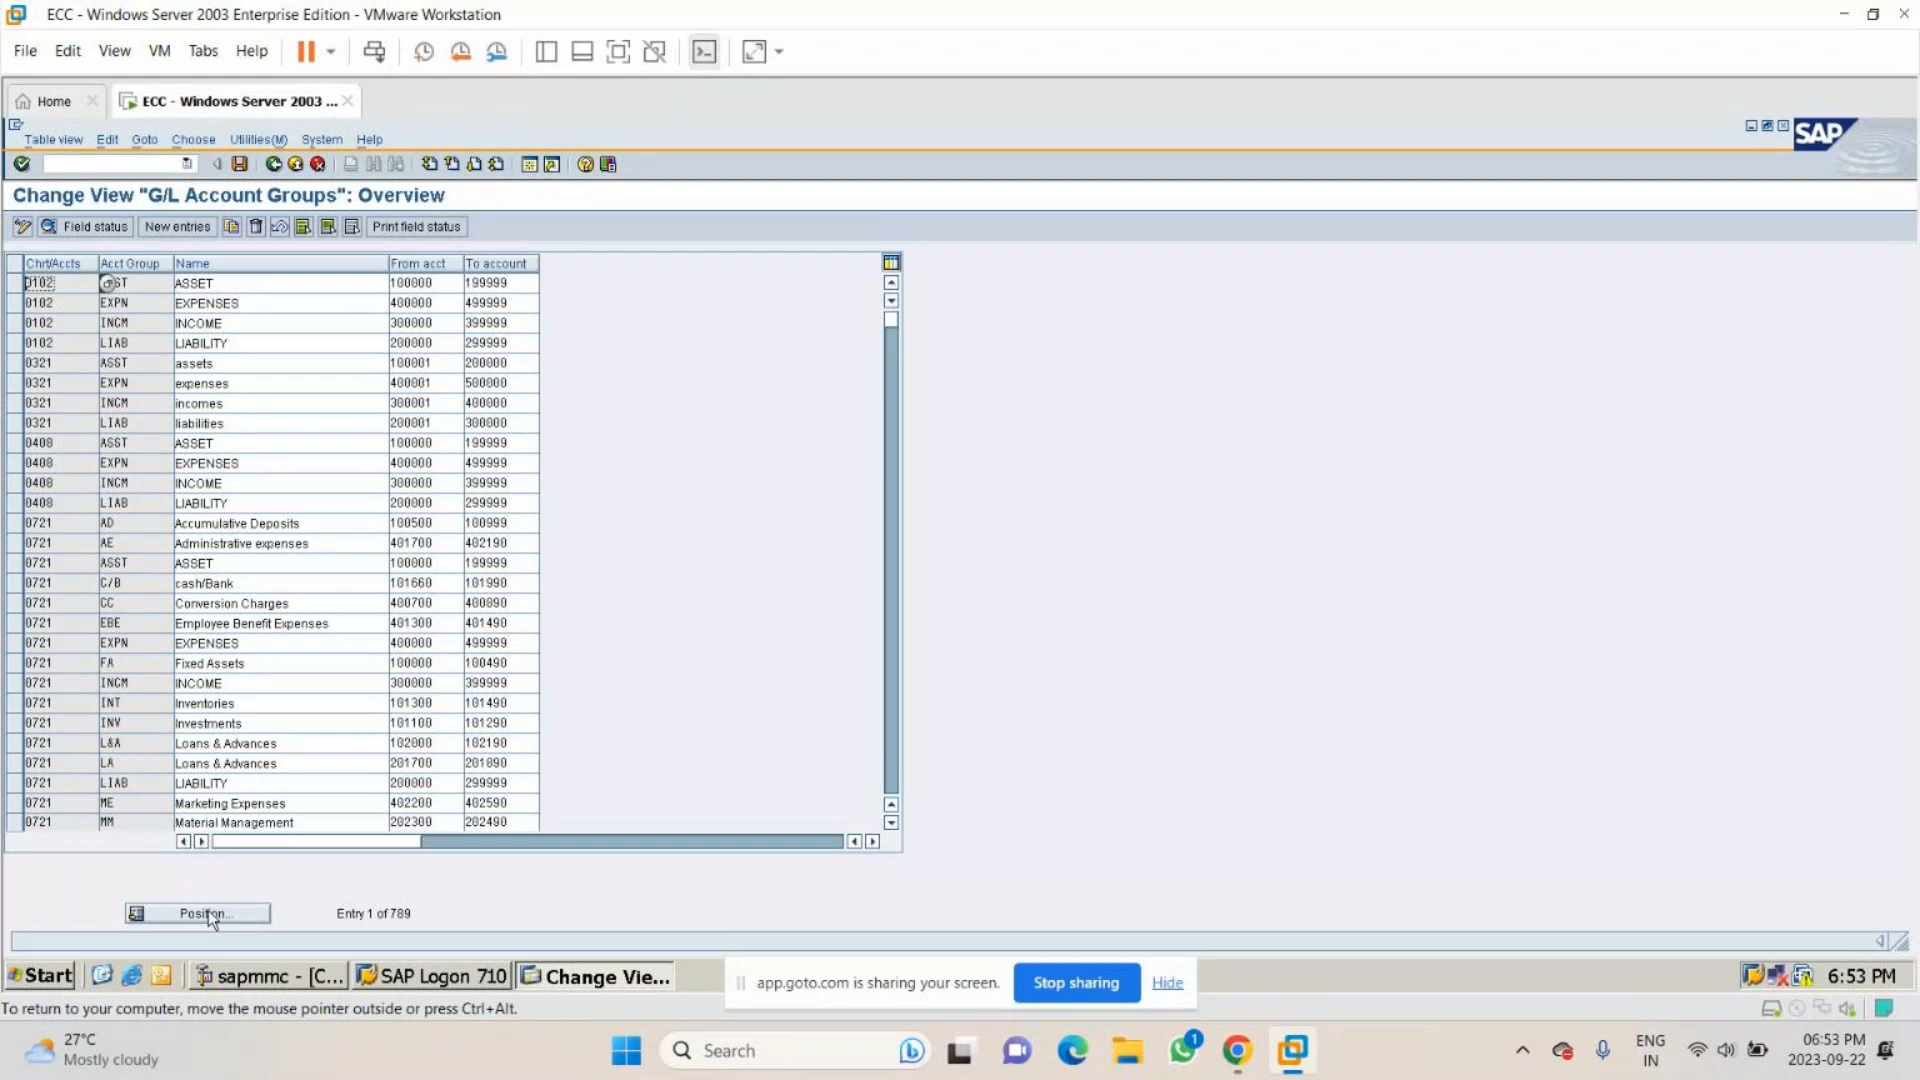 ECC - Windows Server 2003 Enterprise Edition - VMware Workstation
File Edit View VM Tabs Help
Home
ECC - Windows Server 2003 ...
Table view Edit Goto Choose Utilities(M) System Help
SAP
Change View "G/L Account Groups": Overview
Field status New entries Print field status
Chrt/Accts Acct Group Name From acct To account
0102 ST ASSET 100000 199999
0102 EXPN EXPENSES 400000 499999
0102 INCM INCOME 300000 399999
0102 LIAB LIABILITY 200000 299999
0321 ASST assets 100001 200000
0321 EXPN expenses 400001 500000
0321 INCM incomes 300001 400000
0321 LIAB liabilities 200001 300000
0408 ASST ASSET 100000 199999
0408 EXPN EXPENSES 400000 499999
0408 INCM INCOME 300000 399999
0408 LIAB LIABILITY 200000 299999
0721 AD Accumulative Deposits 100500 100999
0721 AE Administrative expenses 401700 402190
0721 ASST ASSET 100000 199999
0721 C/B cash/Bank 101660 101990
0721 CC Conversion Charges 400700 400890
0721 EBE Employee Benefit Expenses 401300 401490
0721 EXPN EXPENSES 400000 499999
0721 FA Fixed Assets 100000 100490
0721 INCM INCOME 300000 399999
0721 INT Inventories 101300 101490
0721 INV Investments 101100 101290
0721 L&A Loans & Advances 102000 102190
0721 LA Loans & Advances 201700 201890
0721 LIAB LIABILITY 200000 299999
0721 ME Marketing Expenses 402200 402590
0721 MM Material Management 202300 202490
Position... Entry 1 of 789
Start sapmmc - [C... SAP Logon 710 Change Vie... 6:53 PM
app.goto.com is sharing your screen. Stop sharing Hide
To return to your computer, move the mouse pointer outside or press Ctrl+Alt.
27°C
Mostly cloudy
Search
1
ENG
IN
06:53 PM
2023-09-22